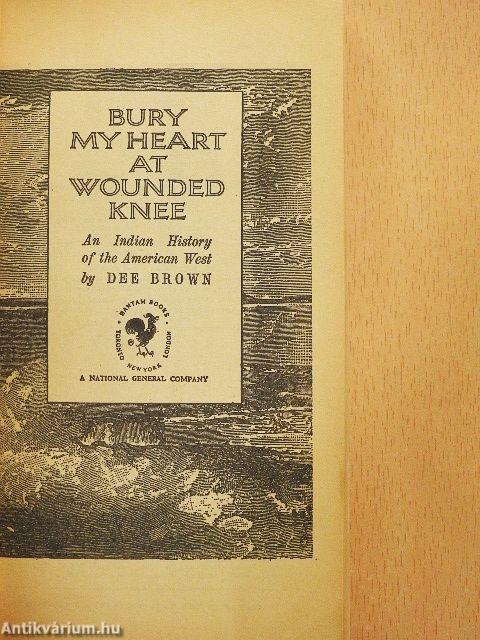 BURY
MY HEART
AT
WOUNDED
KNEE
An Indian History
of the American West
by DEE BROWN
BANTAM BOOKS
TORONTO • NEW YORK • LONDON
A NATIONAL GENERAL COMPANY
Antikvárium.hu